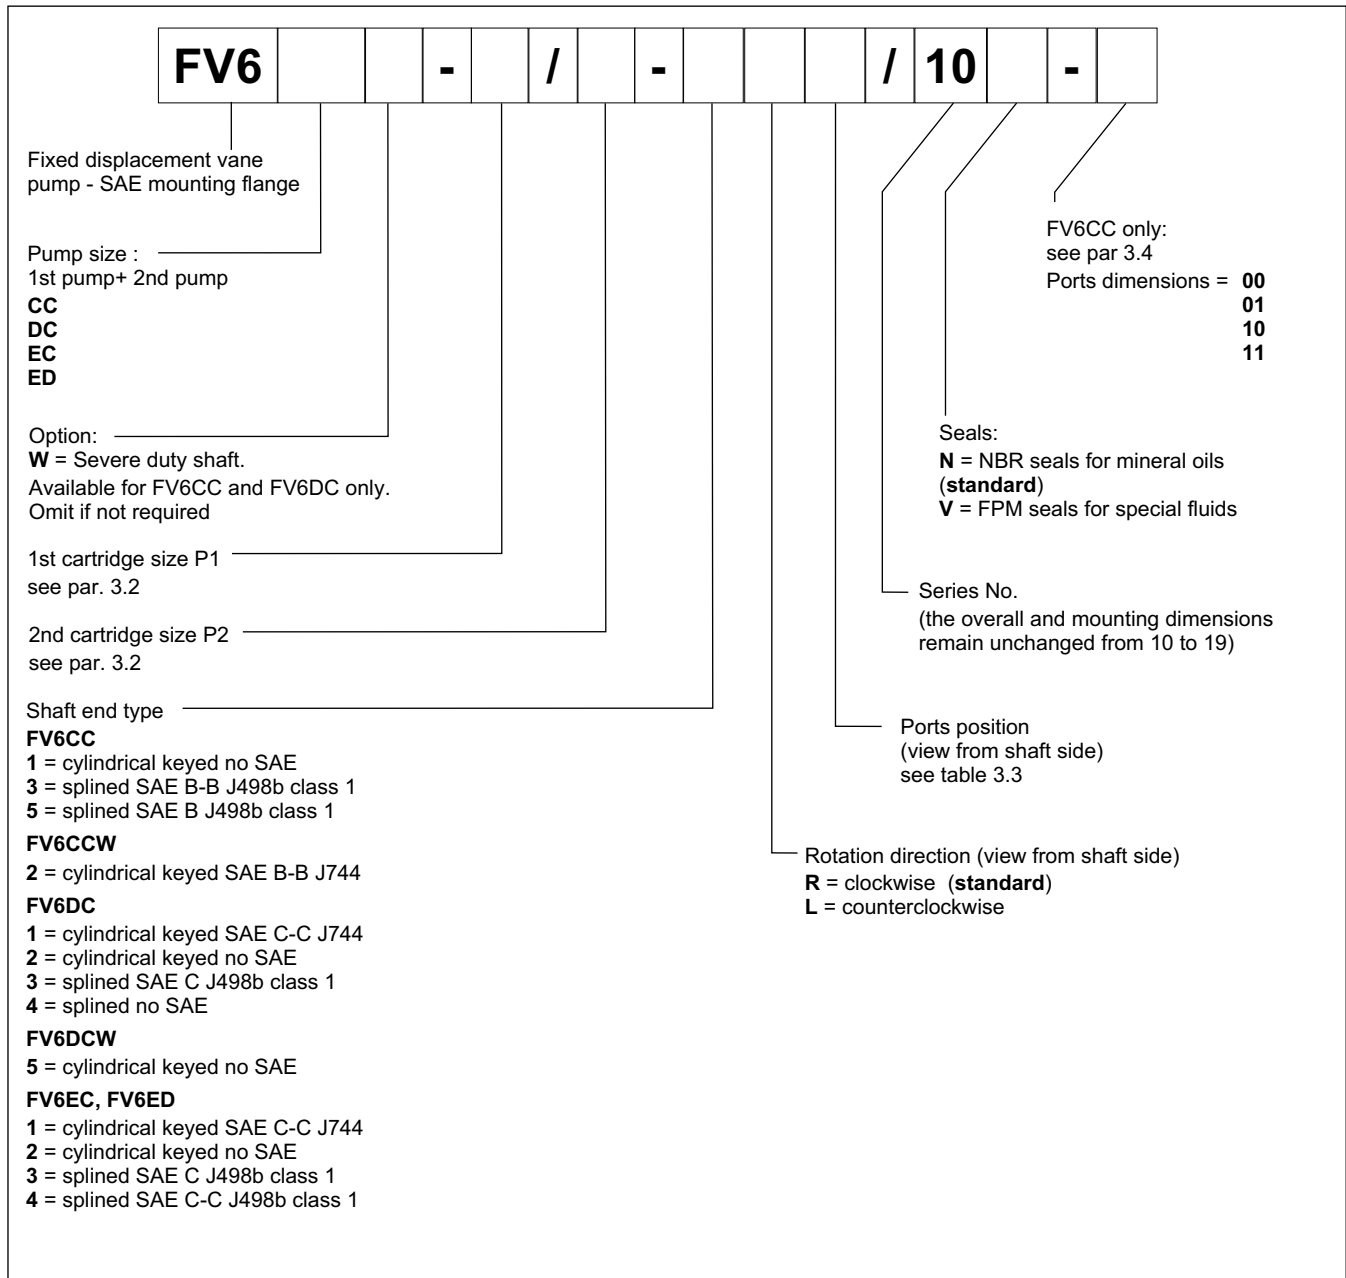 FV6 - / - / 10 -
Fixed displacement vane
pump - SAE mounting flange
Pump size :
1st pump+ 2nd pump
CC
DC
EC
ED
Option:
W = Severe duty shaft.
Available for FV6CC and FV6DC only.
Omit if not required
1st cartridge size P1
see par. 3.2
2nd cartridge size P2
see par. 3.2
Shaft end type
FV6CC
1 = cylindrical keyed no SAE
3 = splined SAE B-B J498b class 1
5 = splined SAE B J498b class 1
FV6CCW
2 = cylindrical keyed SAE B-B J744
FV6DC
1 = cylindrical keyed SAE C-C J744
2 = cylindrical keyed no SAE
3 = splined SAE C J498b class 1
4 = splined no SAE
FV6DCW
5 = cylindrical keyed no SAE
FV6EC, FV6ED
1 = cylindrical keyed SAE C-C J744
2 = cylindrical keyed no SAE
3 = splined SAE C J498b class 1
4 = splined SAE C-C J498b class 1
FV6CC only:
see par 3.4
Ports dimensions = 00
01
10
11
Seals:
N = NBR seals for mineral oils
(standard)
V = FPM seals for special fluids
Series No.
(the overall and mounting dimensions
remain unchanged from 10 to 19)
Ports position
(view from shaft side)
see table 3.3
Rotation direction (view from shaft side)
R = clockwise (standard)
L = counterclockwise